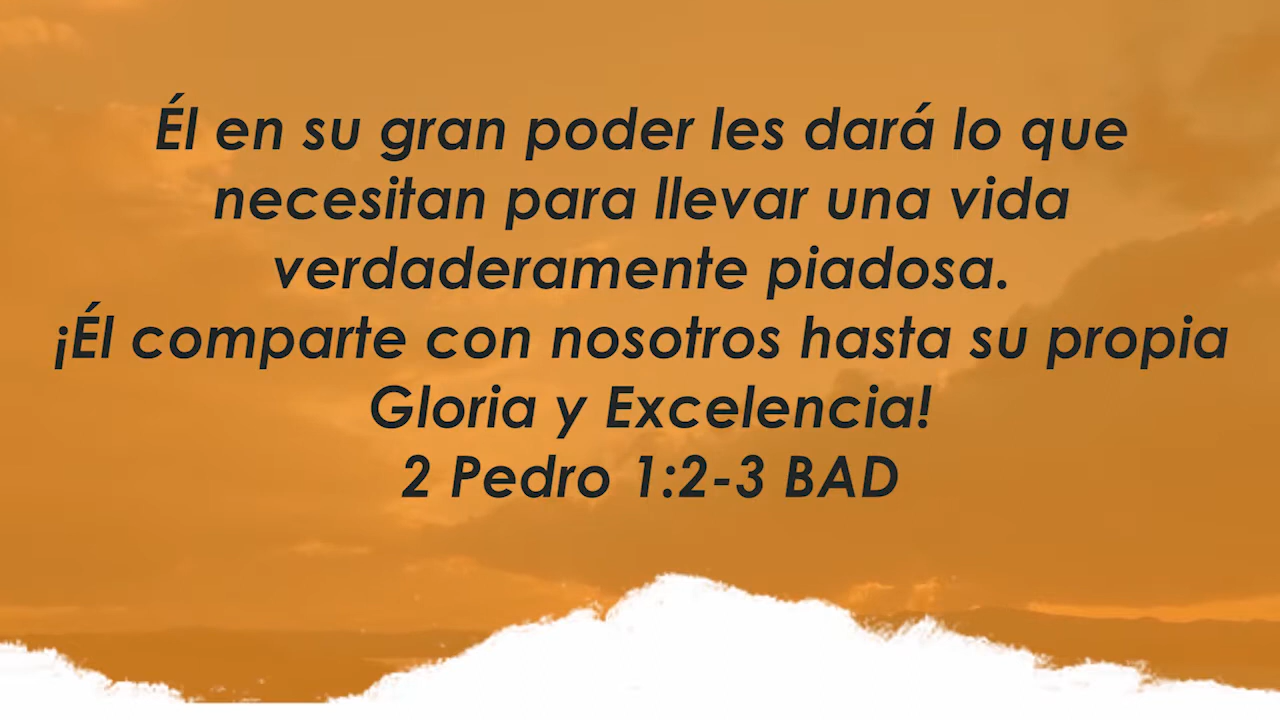 Él en su gran poder les dará lo que
necesitan para llevar una vida
verdaderamente piadosa.
¡Él comparte con nosotros hasta su propia
Gloria y Excelencia!
2 Pedro 1:2-3 BAD